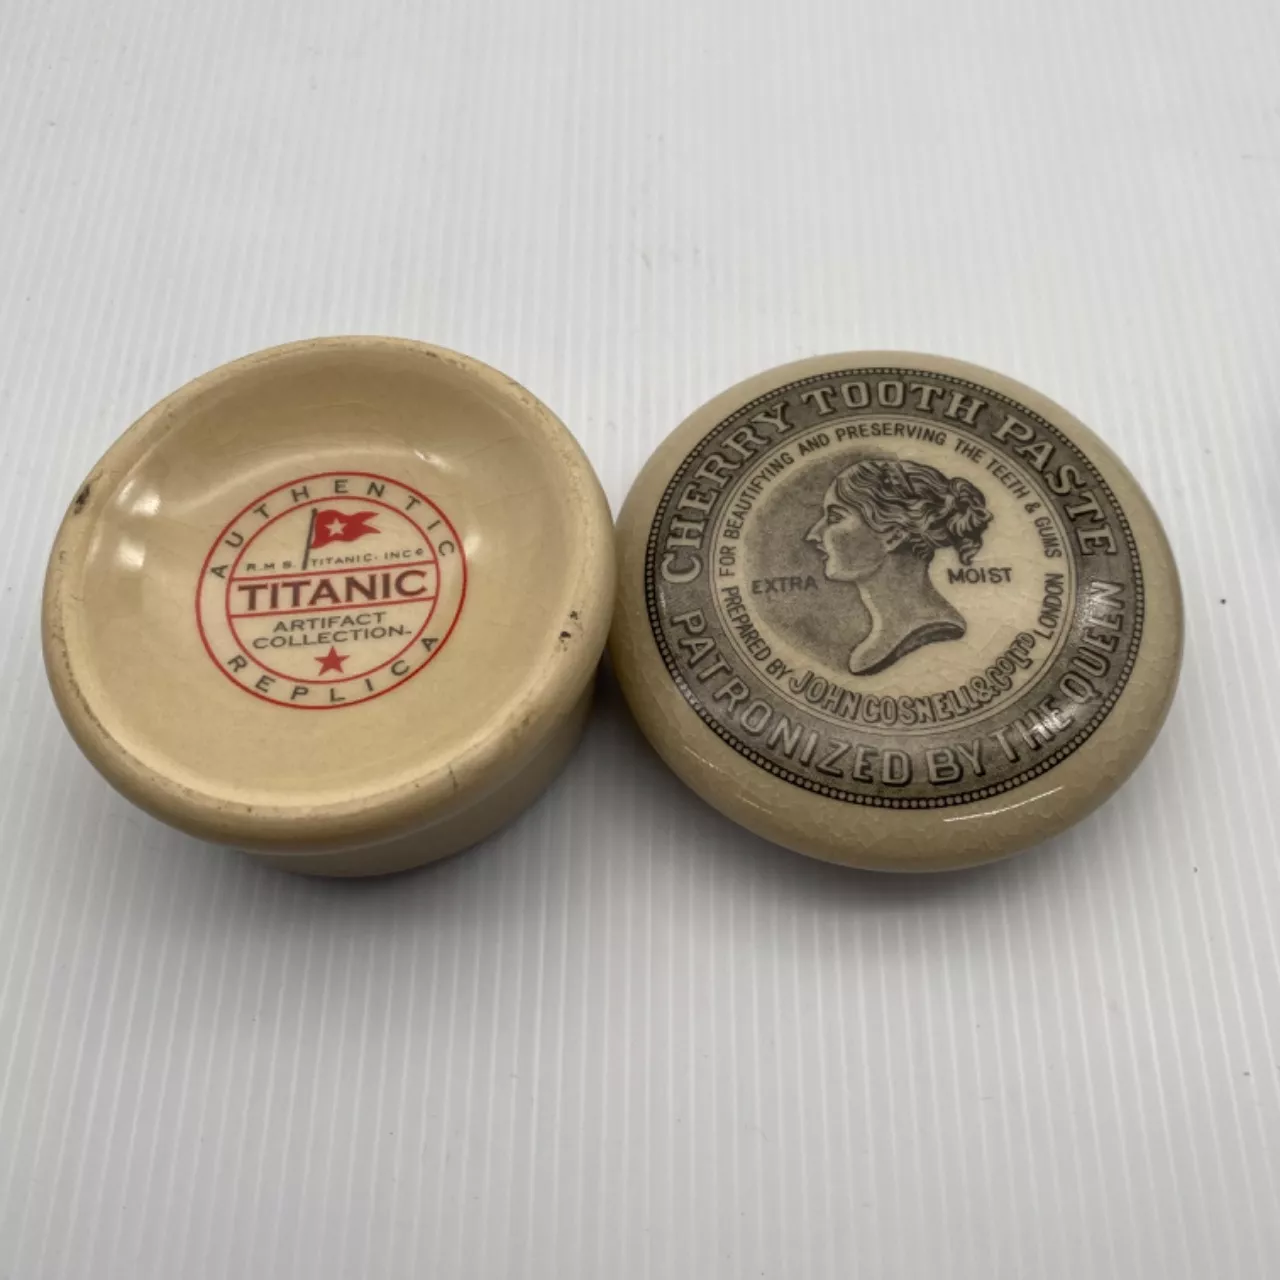 AUTHENTIC
R.M.S. TITANIC, INC©
TITANIC
ARTIFACT
COLLECTION™
REPLICA
CHERRY TOOTH PASTE
FOR BEAUTIFYING AND PRESERVING THE TEETH & GUMS
EXTRA MOIST
PREPARED BY JOHN GOSNELL & CO LTD LONDON
PATRONIZED BY THE QUEEN